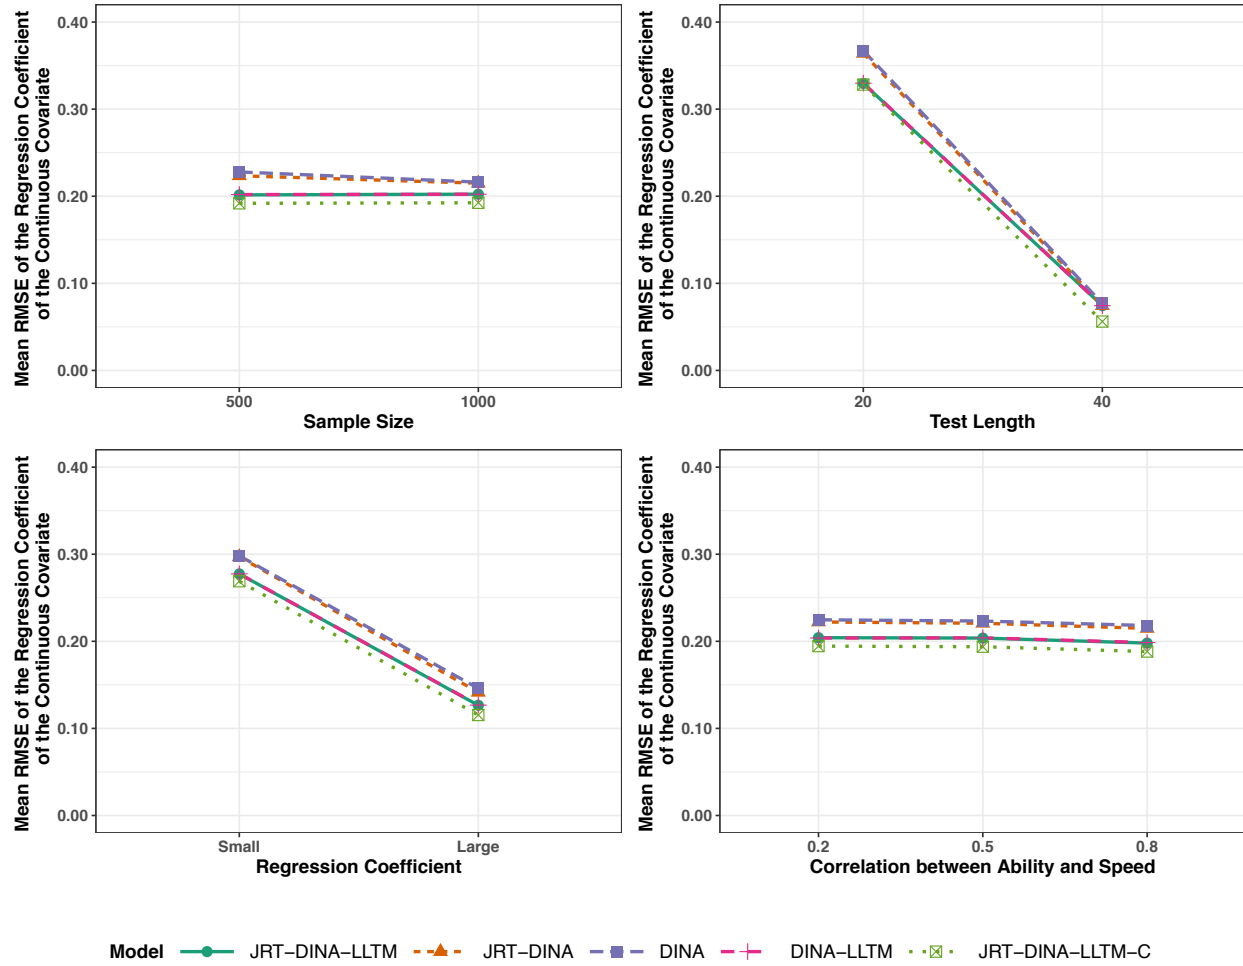 Mean RMSE of the Regression Coefficient
of the Continuous Covariate
0.40
0.30
0.20
0.10
0.00
500
1000
Sample Size
Mean RMSE of the Regression Coefficient
of the Continuous Covariate
0.40
0.30
0.20
0.10
0.00
20
40
Test Length
Mean RMSE of the Regression Coefficient
of the Continuous Covariate
0.40
0.30
0.20
0.10
0.00
Small
Large
Regression Coefficient
Mean RMSE of the Regression Coefficient
of the Continuous Covariate
0.40
0.30
0.20
0.10
0.00
0.2
0.5
0.8
Correlation between Ability and Speed
Model JRT−DINA−LLTM JRT−DINA DINA DINA−LLTM JRT−DINA−LLTM−C